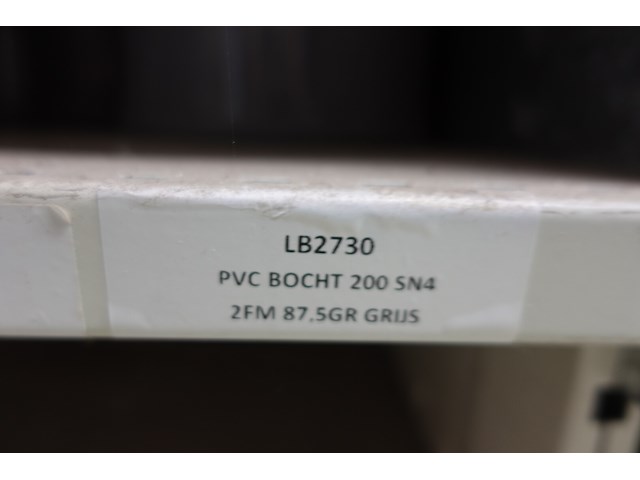 LB2730
PVC BOCHT 200 SN4
2FM 87,5GR GRIJS